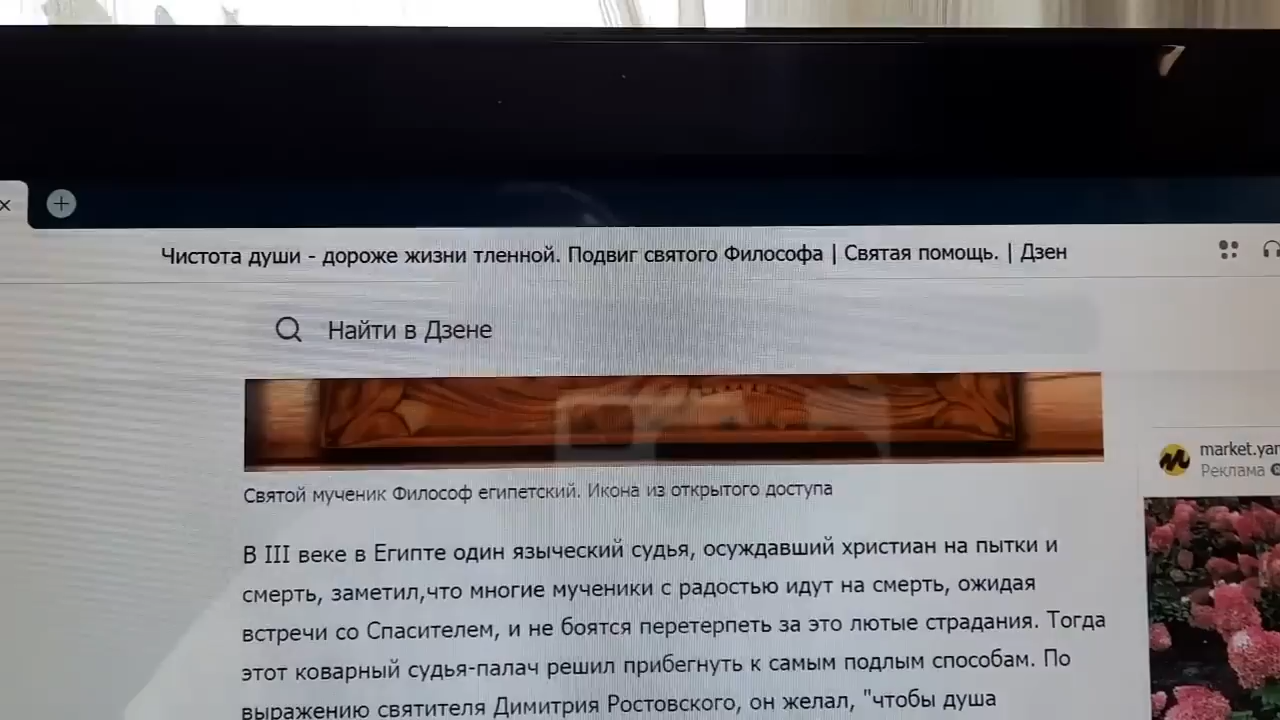 Чистота души - дороже жизни тленной. Подвиг святого Философа | Святая помощь. | Дзен
Найти в Дзене
market.yan
Реклама
Святой мученик Философ египетский. Икона из открытого доступа
В III веке в Египте один языческий судья, осуждавший христиан на пытки и
смерть, заметил,что многие мученики с радостью идут на смерть, ожидая
встречи со Спасителем, и не боятся перетерпеть за это лютые страдания. Тогда
этот коварный судья-палач решил прибегнуть к самым подлым способам. По
выражению святителя Димитрия Ростовского, он желал, "чтобы душа